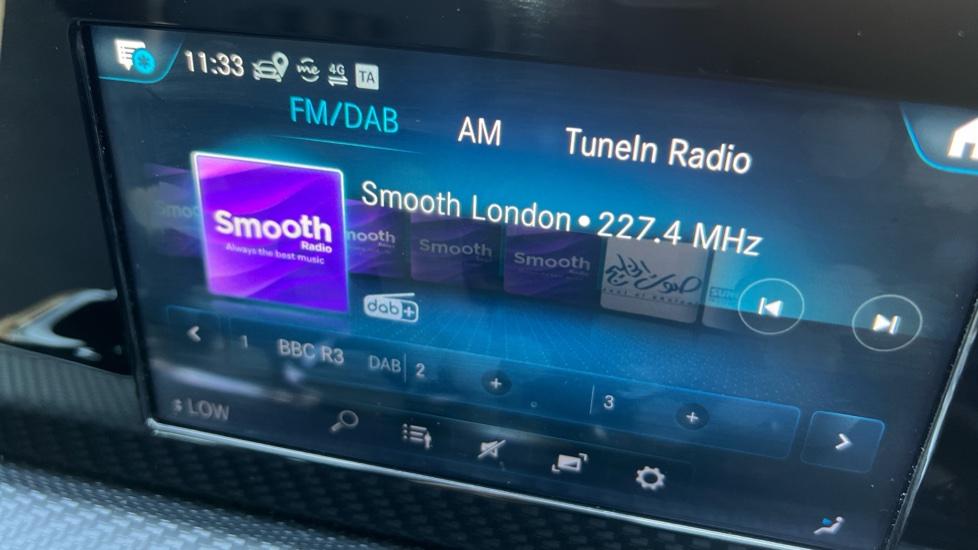 11:33 me 4G TA
FM/DAB AM TuneIn Radio
Smooth London • 227.4 MHz
Smooth
Radio
Always the best music
Smooth
Smooth
dab+
1 BBC R3 DAB 2 + 3 +
LOW